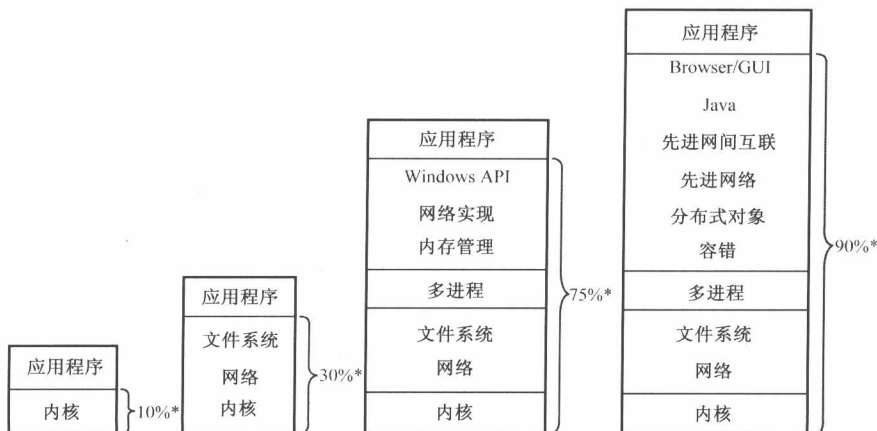 应用程序
内核
10%*
应用程序
文件系统
网络
内核
30%*
应用程序
Windows API
网络实现
内存管理
多进程
文件系统
网络
内核
75%*
应用程序
Browser/GUI
Java
先进网间互联
先进网络
分布式对象
容错
多进程
文件系统
网络
内核
90%*